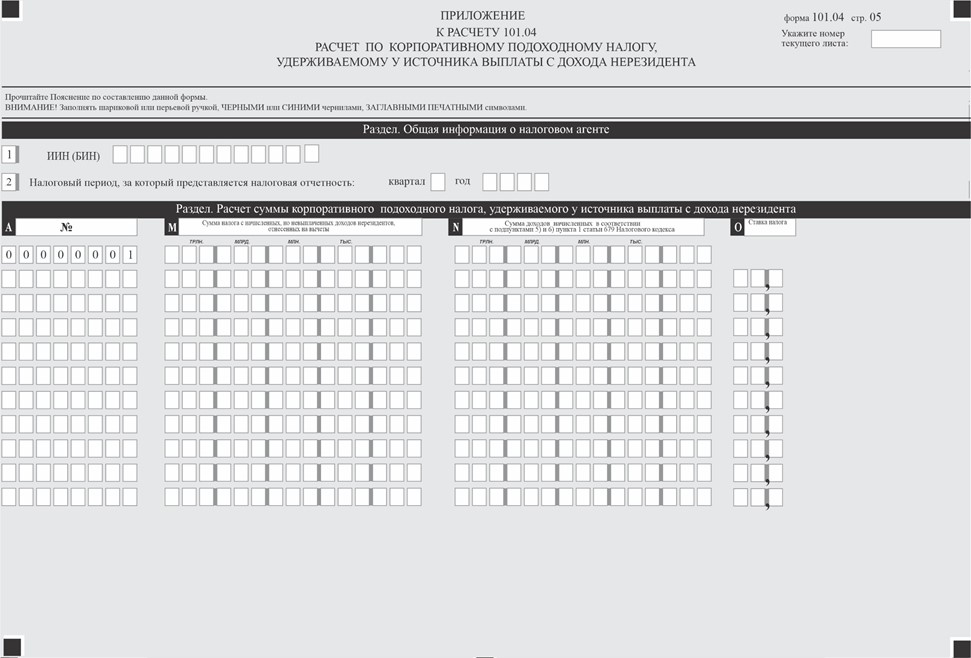 ПРИЛОЖЕНИЕ
К РАСЧЕТУ 101.04
РАСЧЕТ ПО КОРПОРАТИВНОМУ ПОДОХОДНОМУ НАЛОГУ,
УДЕРЖИВАЕМОМУ У ИСТОЧНИКА ВЫПЛАТЫ С ДОХОДА НЕРЕЗИДЕНТА
форма 101.04 стр. 05
Укажите номер
текущего листа:
Прочитайте Пояснение по составлению данной формы.
ВНИМАНИЕ! Заполнять шариковой или перьевой ручкой, ЧЕРНЫМИ или СИНИМИ чернилами, ЗАГЛАВНЫМИ ПЕЧАТНЫМИ символами.
Раздел. Общая информация о налоговом агенте
1 ИИН (БИН)
2 Налоговый период, за который представляется налоговая отчетность: квартал год
Раздел. Расчет суммы корпоративного подоходного налога, удерживаемого у источника выплаты с дохода нерезидента
A №
M Сумма налога с начисленных, но невыплаченных доходов нерезидентов,
отнесенных на вычеты
N Сумма доходов начисленных в соответствии
с подпунктами 5) и 6) пункта 1 статьи 679 Налогового кодекса
O Ставка налога
ТРЛН. МЛРД. МЛН. ТЫС. ТРЛН. МЛРД. МЛН. ТЫС.
0 0 0 0 0 0 0 1
,
,
,
,
,
,
,
,
,
,